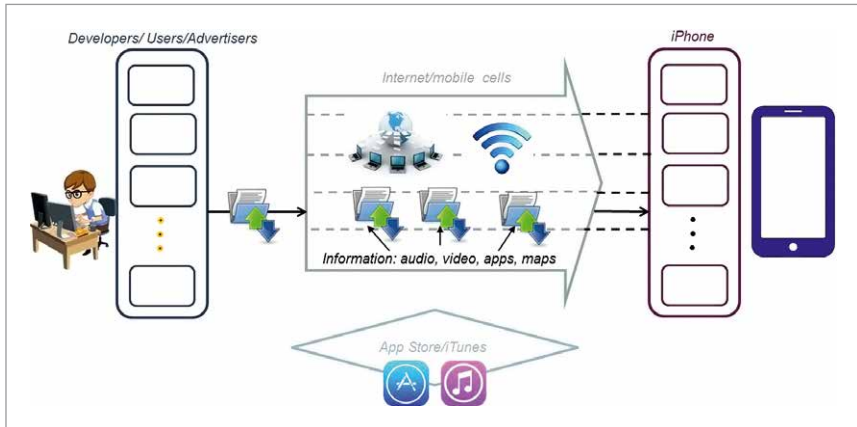 Developers/ Users/Advertisers
iPhone
Internet/mobile cells
Information: audio, video, apps, maps
App Store/iTunes